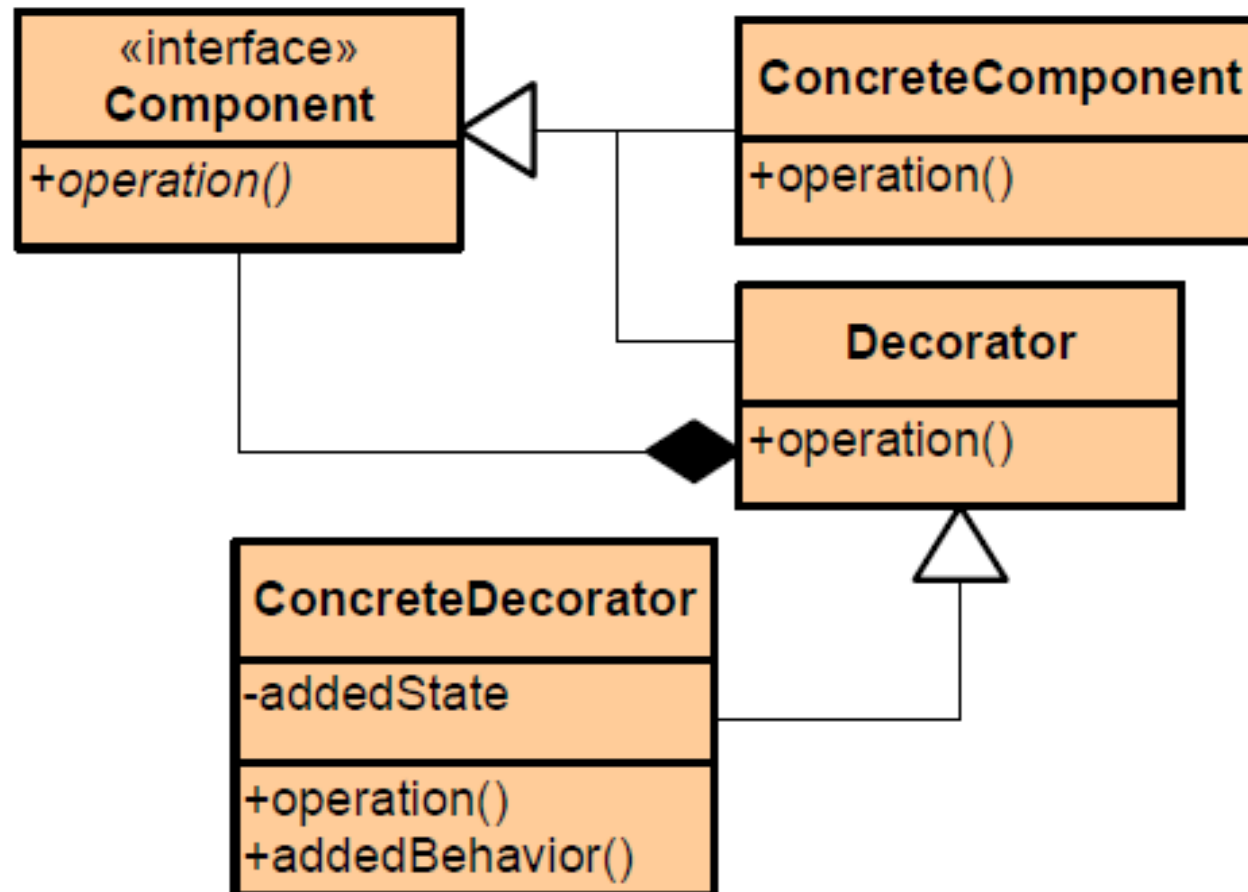 «interface»
Component
+operation()
ConcreteComponent
+operation()
Decorator
+operation()
ConcreteDecorator
-addedState
+operation()
+addedBehavior()